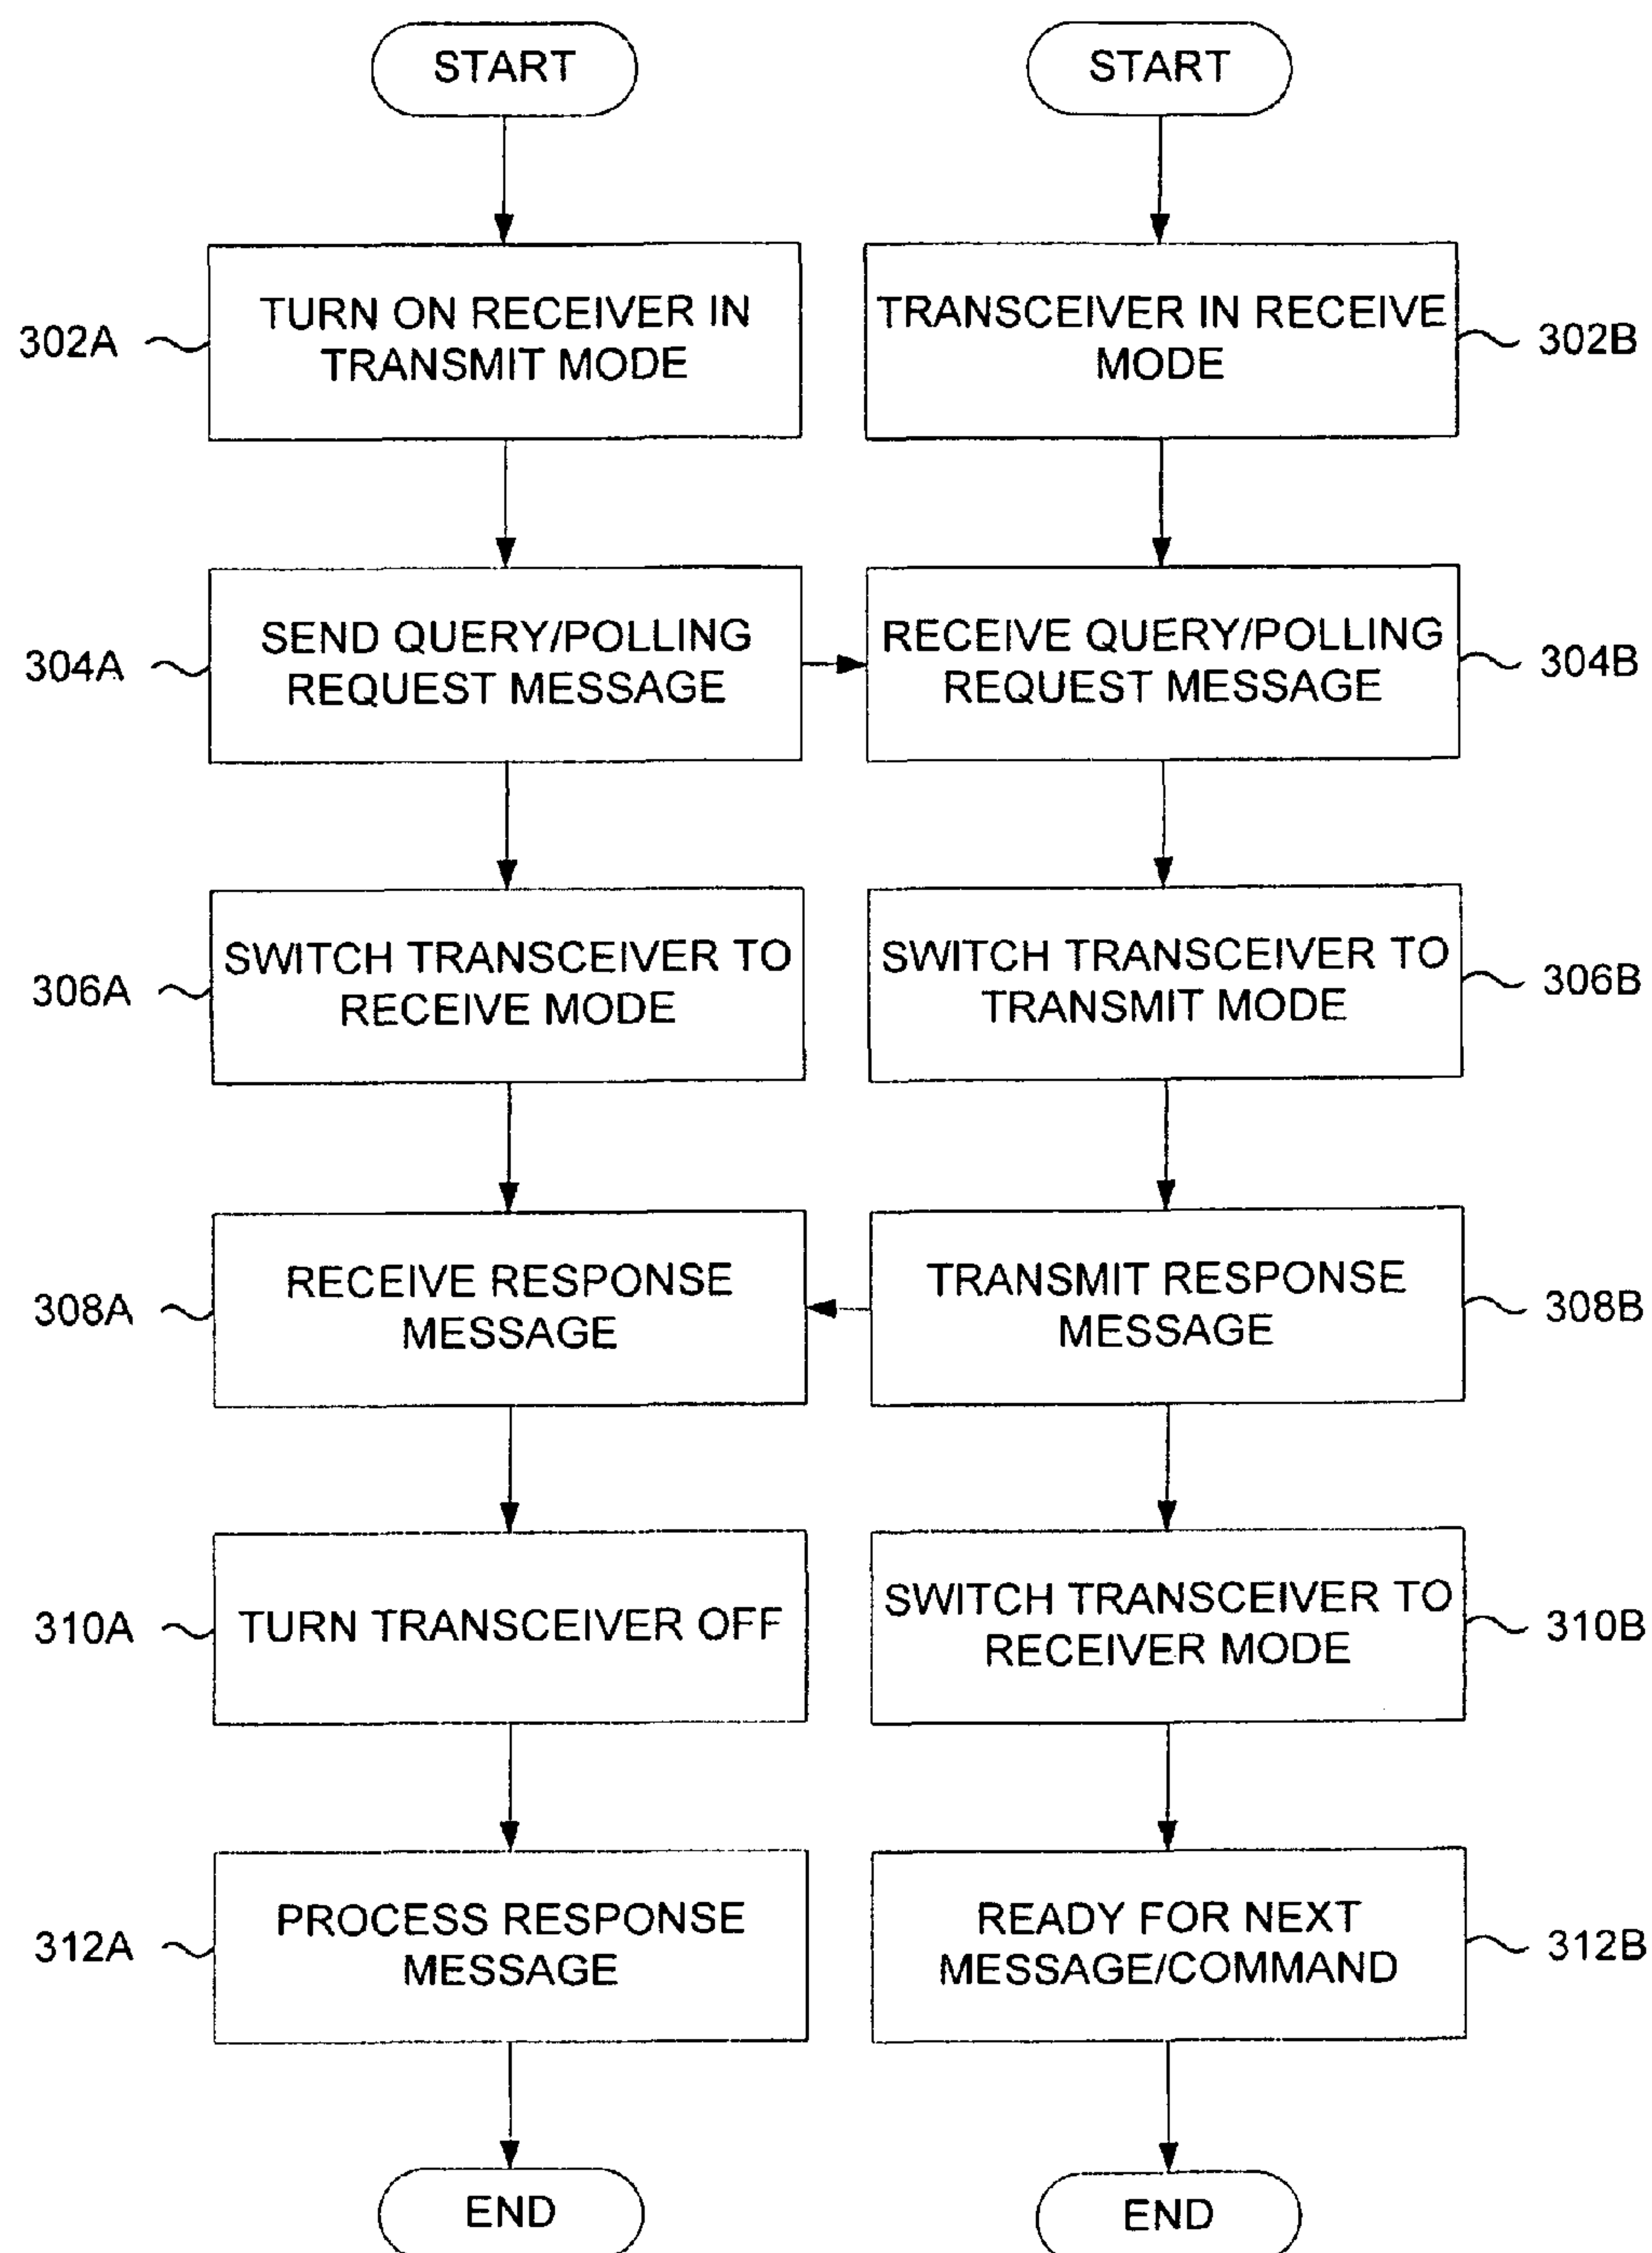 START
START
302A
TURN ON RECEIVER IN
TRANSMIT MODE
TRANSCEIVER IN RECEIVE
MODE
302B
304A
SEND QUERY/POLLING
REQUEST MESSAGE
RECEIVE QUERY/POLLING
REQUEST MESSAGE
304B
306A
SWITCH TRANSCEIVER TO
RECEIVE MODE
SWITCH TRANSCEIVER TO
TRANSMIT MODE
306B
308A
RECEIVE RESPONSE
MESSAGE
TRANSMIT RESPONSE
MESSAGE
308B
310A
TURN TRANSCEIVER OFF
SWITCH TRANSCEIVER TO
RECEIVER MODE
310B
312A
PROCESS RESPONSE
MESSAGE
READY FOR NEXT
MESSAGE/COMMAND
312B
END
END